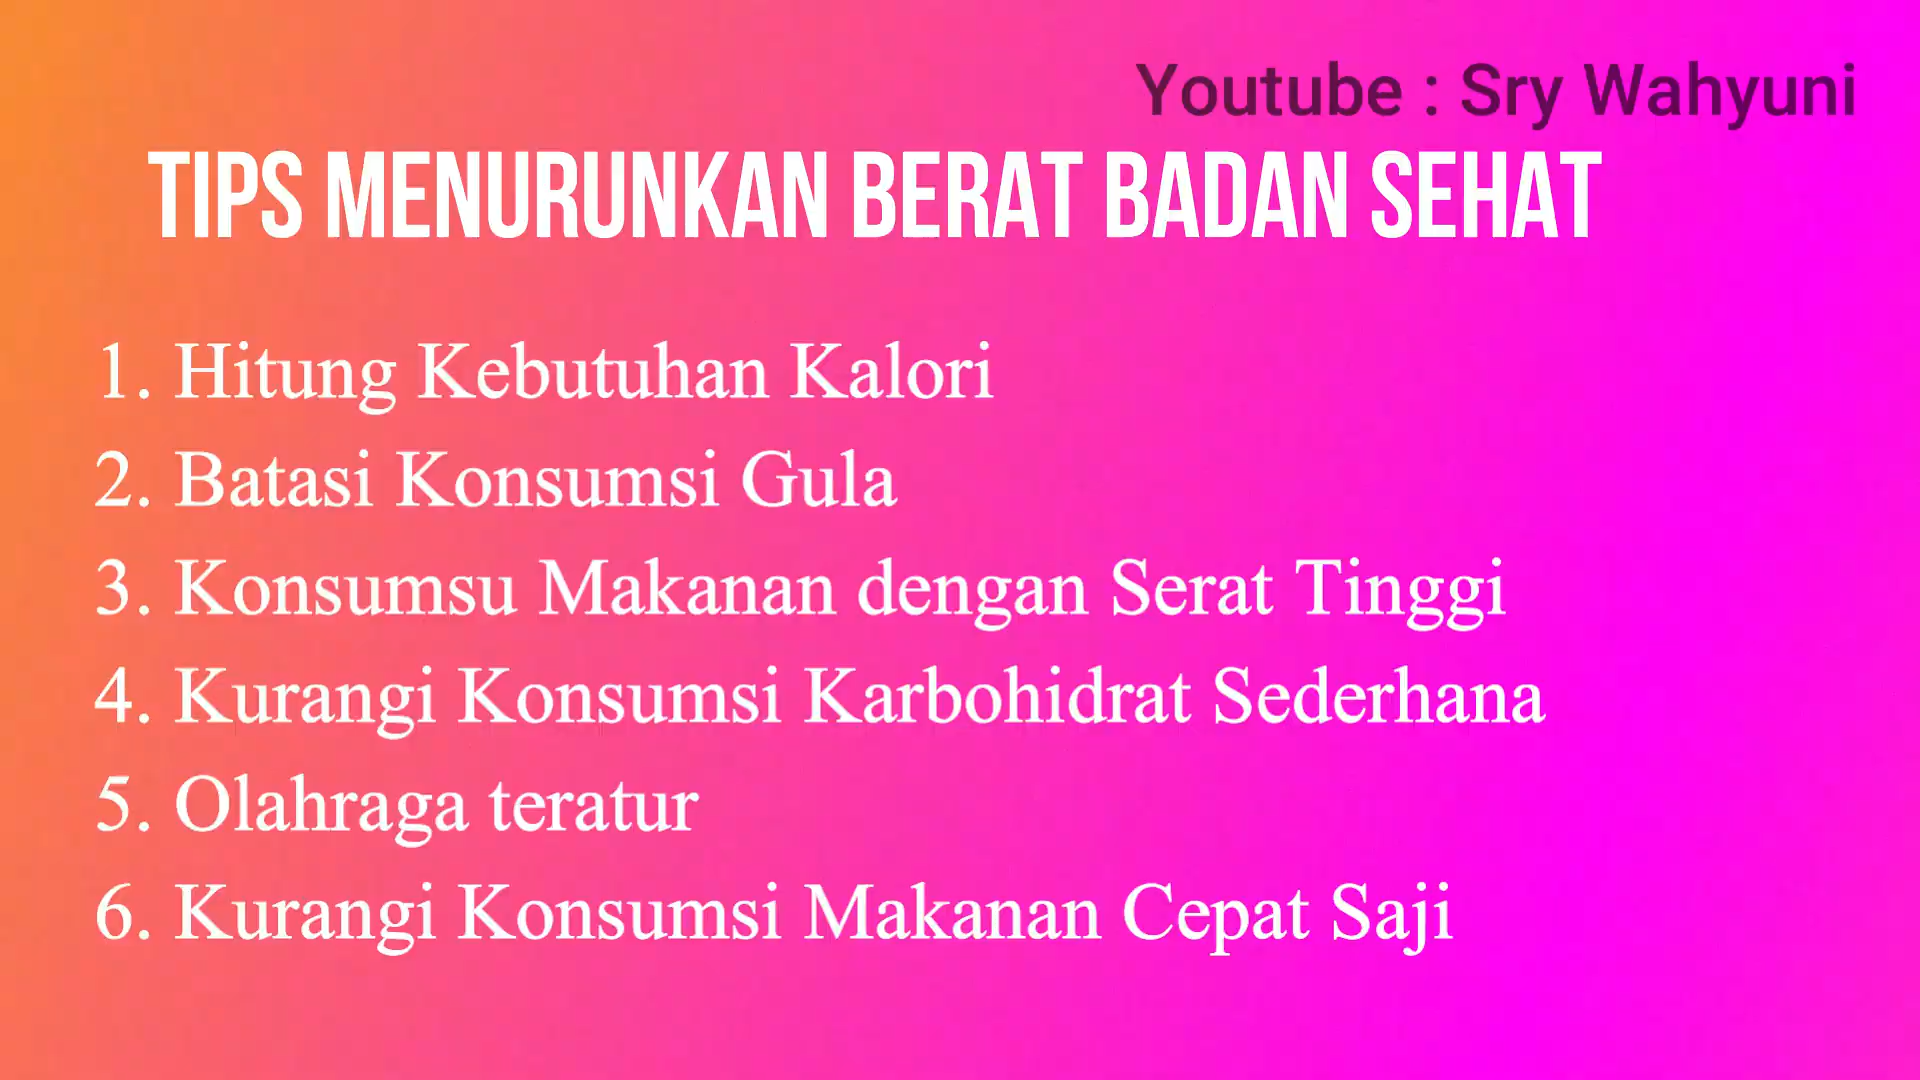 Youtube : Sry Wahyuni
TIPS MENURUNKAN BERAT BADAN SEHAT
1. Hitung Kebutuhan Kalori
2. Batasi Konsumsi Gula
3. Konsumsu Makanan dengan Serat Tinggi
4. Kurangi Konsumsi Karbohidrat Sederhana
5. Olahraga teratur
6. Kurangi Konsumsi Makanan Cepat Saji